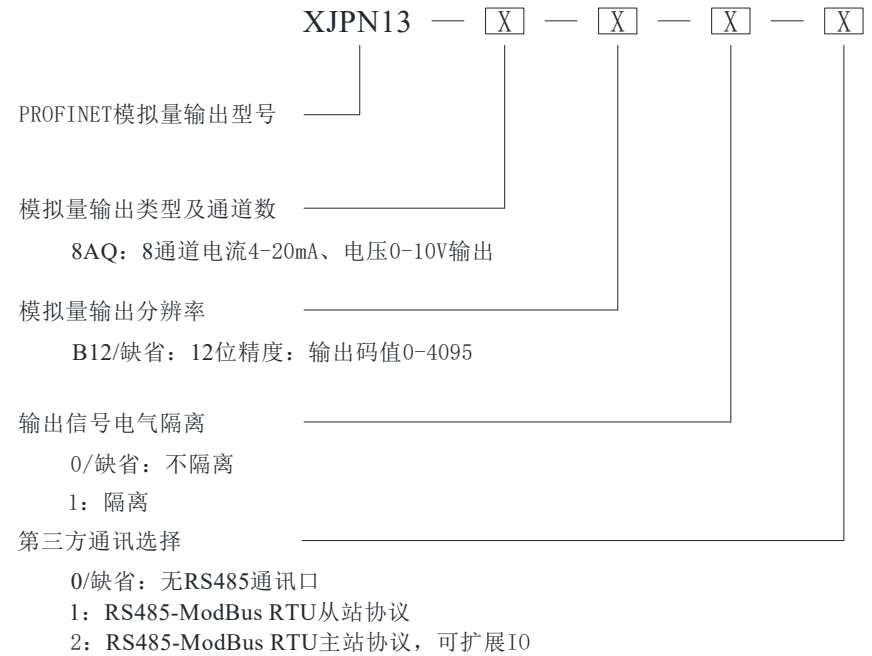 XJPN13 — X — X — X — X
PROFINET模拟量输出型号
模拟量输出类型及通道数
8AQ：8通道电流4-20mA、电压0-10V输出
模拟量输出分辨率
B12/缺省：12位精度：输出码值0-4095
输出信号电气隔离
0/缺省：不隔离
1：隔离
第三方通讯选择
0/缺省：无RS485通讯口
1：RS485-ModBus RTU从站协议
2：RS485-ModBus RTU主站协议，可扩展IO